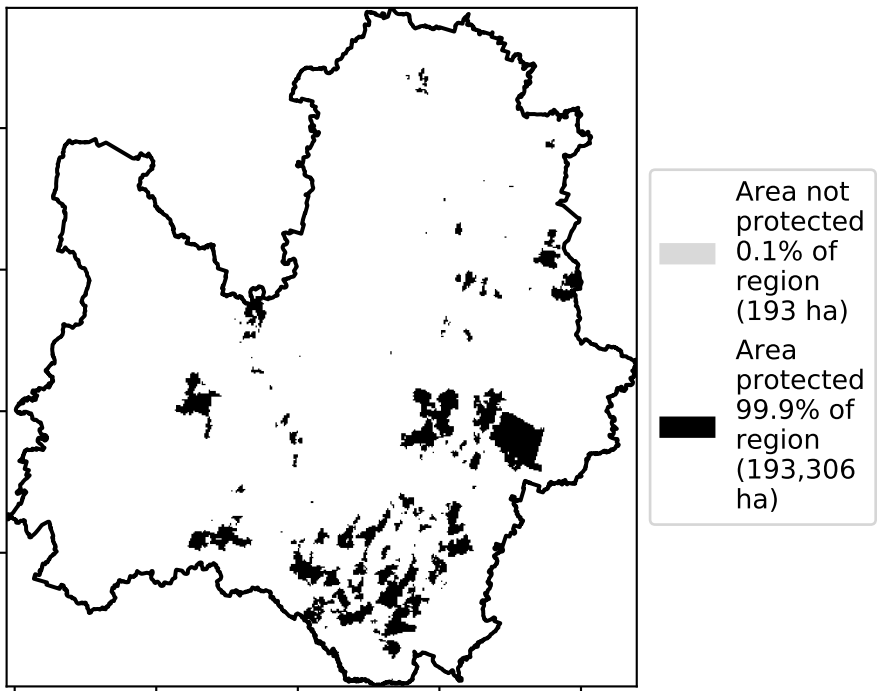 Area not
protected
0.1% of
region
(193 ha)
Area
protected
99.9% of
region
(193,306
ha)